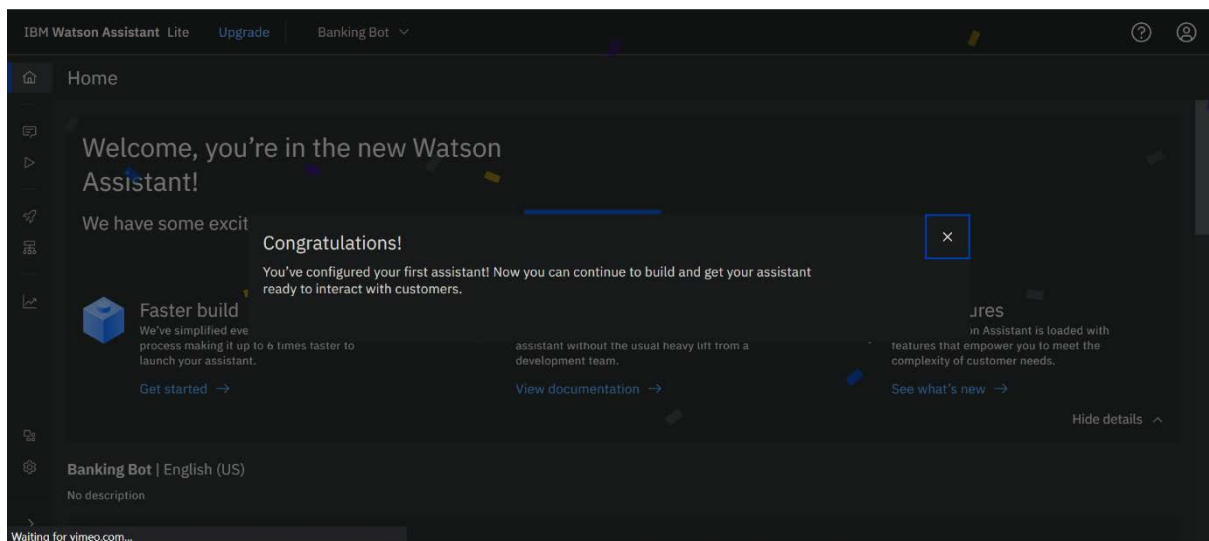 IBM Watson Assistant Lite Upgrade Banking Bot
Home
Welcome, you're in the new Watson
Assistant!
We have some excit
Congratulations!
You've configured your first assistant! Now you can continue to build and get your assistant
ready to interact with customers.
Faster build
We've simplified eve
process making it up to 6 times faster to
launch your assistant.
Get started →
assistant without the usual heavy lift from a
development team.
View documentation →
ures
on Assistant is loaded with
features that empower you to meet the
complexity of customer needs.
See what's new →
Hide details
Banking Bot | English (US)
No description
Waiting for vimeo.com...